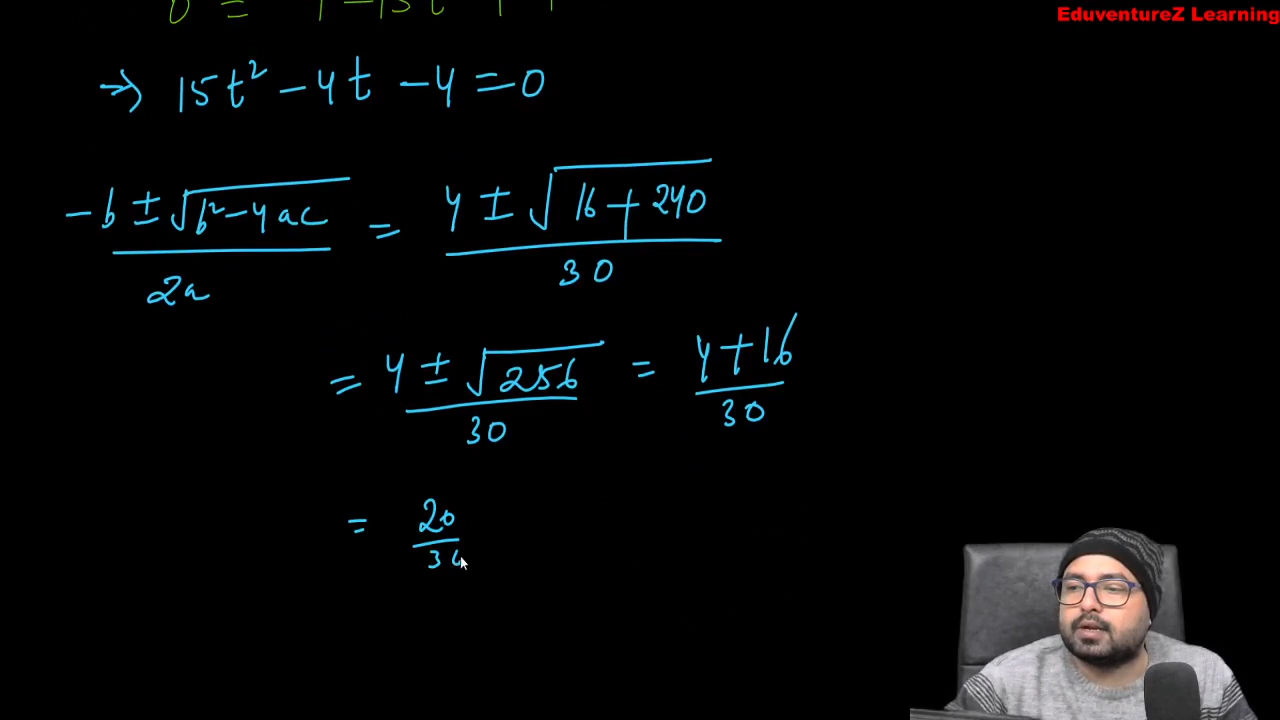 EduventureZ Learning
⇒ 15t² - 4t - 4 = 0
-b ± √(b² - 4ac) / 2a = 4 ± √(16 + 240) / 30
= 4 ± √256 / 30 = 4 + 16 / 30
= 20 / 30